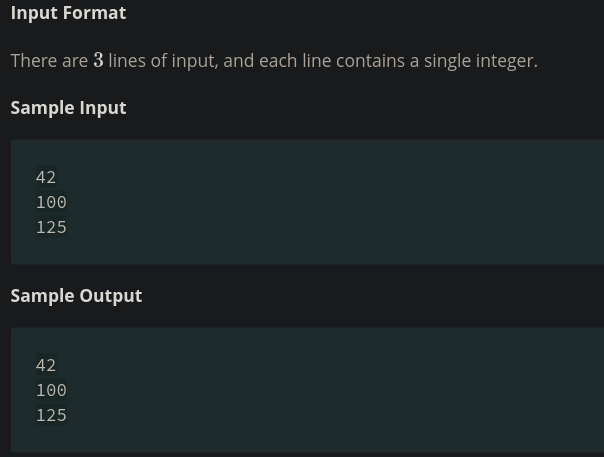 Input Format
There are 3 lines of input, and each line contains a single integer.
Sample Input
42
100
125
Sample Output
42
100
125